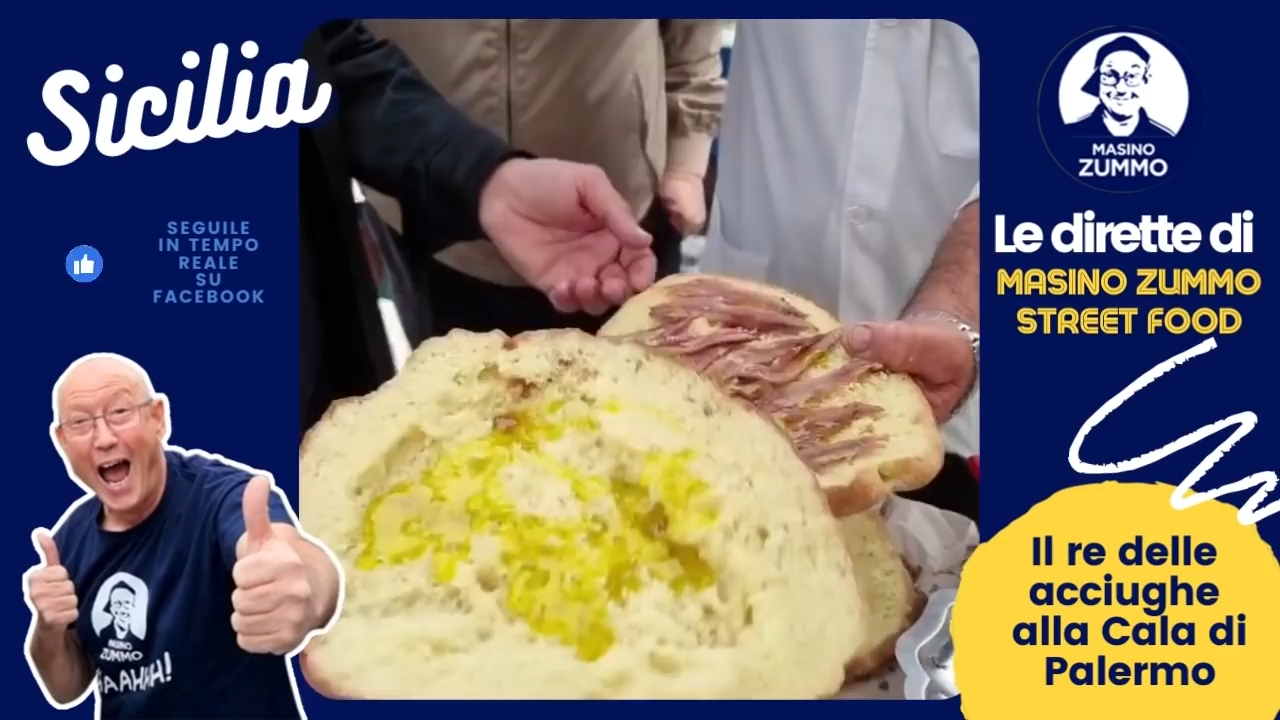 Sicilia
SEGUILE
IN TEMPO
REALE
SU
FACEBOOK
MASINO
ZUMMO
AAHAH!
MASINO
ZUMMO
Le dirette di
MASINO ZUMMO
STREET FOOD
Il re delle
acciughe
alla Cala di
Palermo